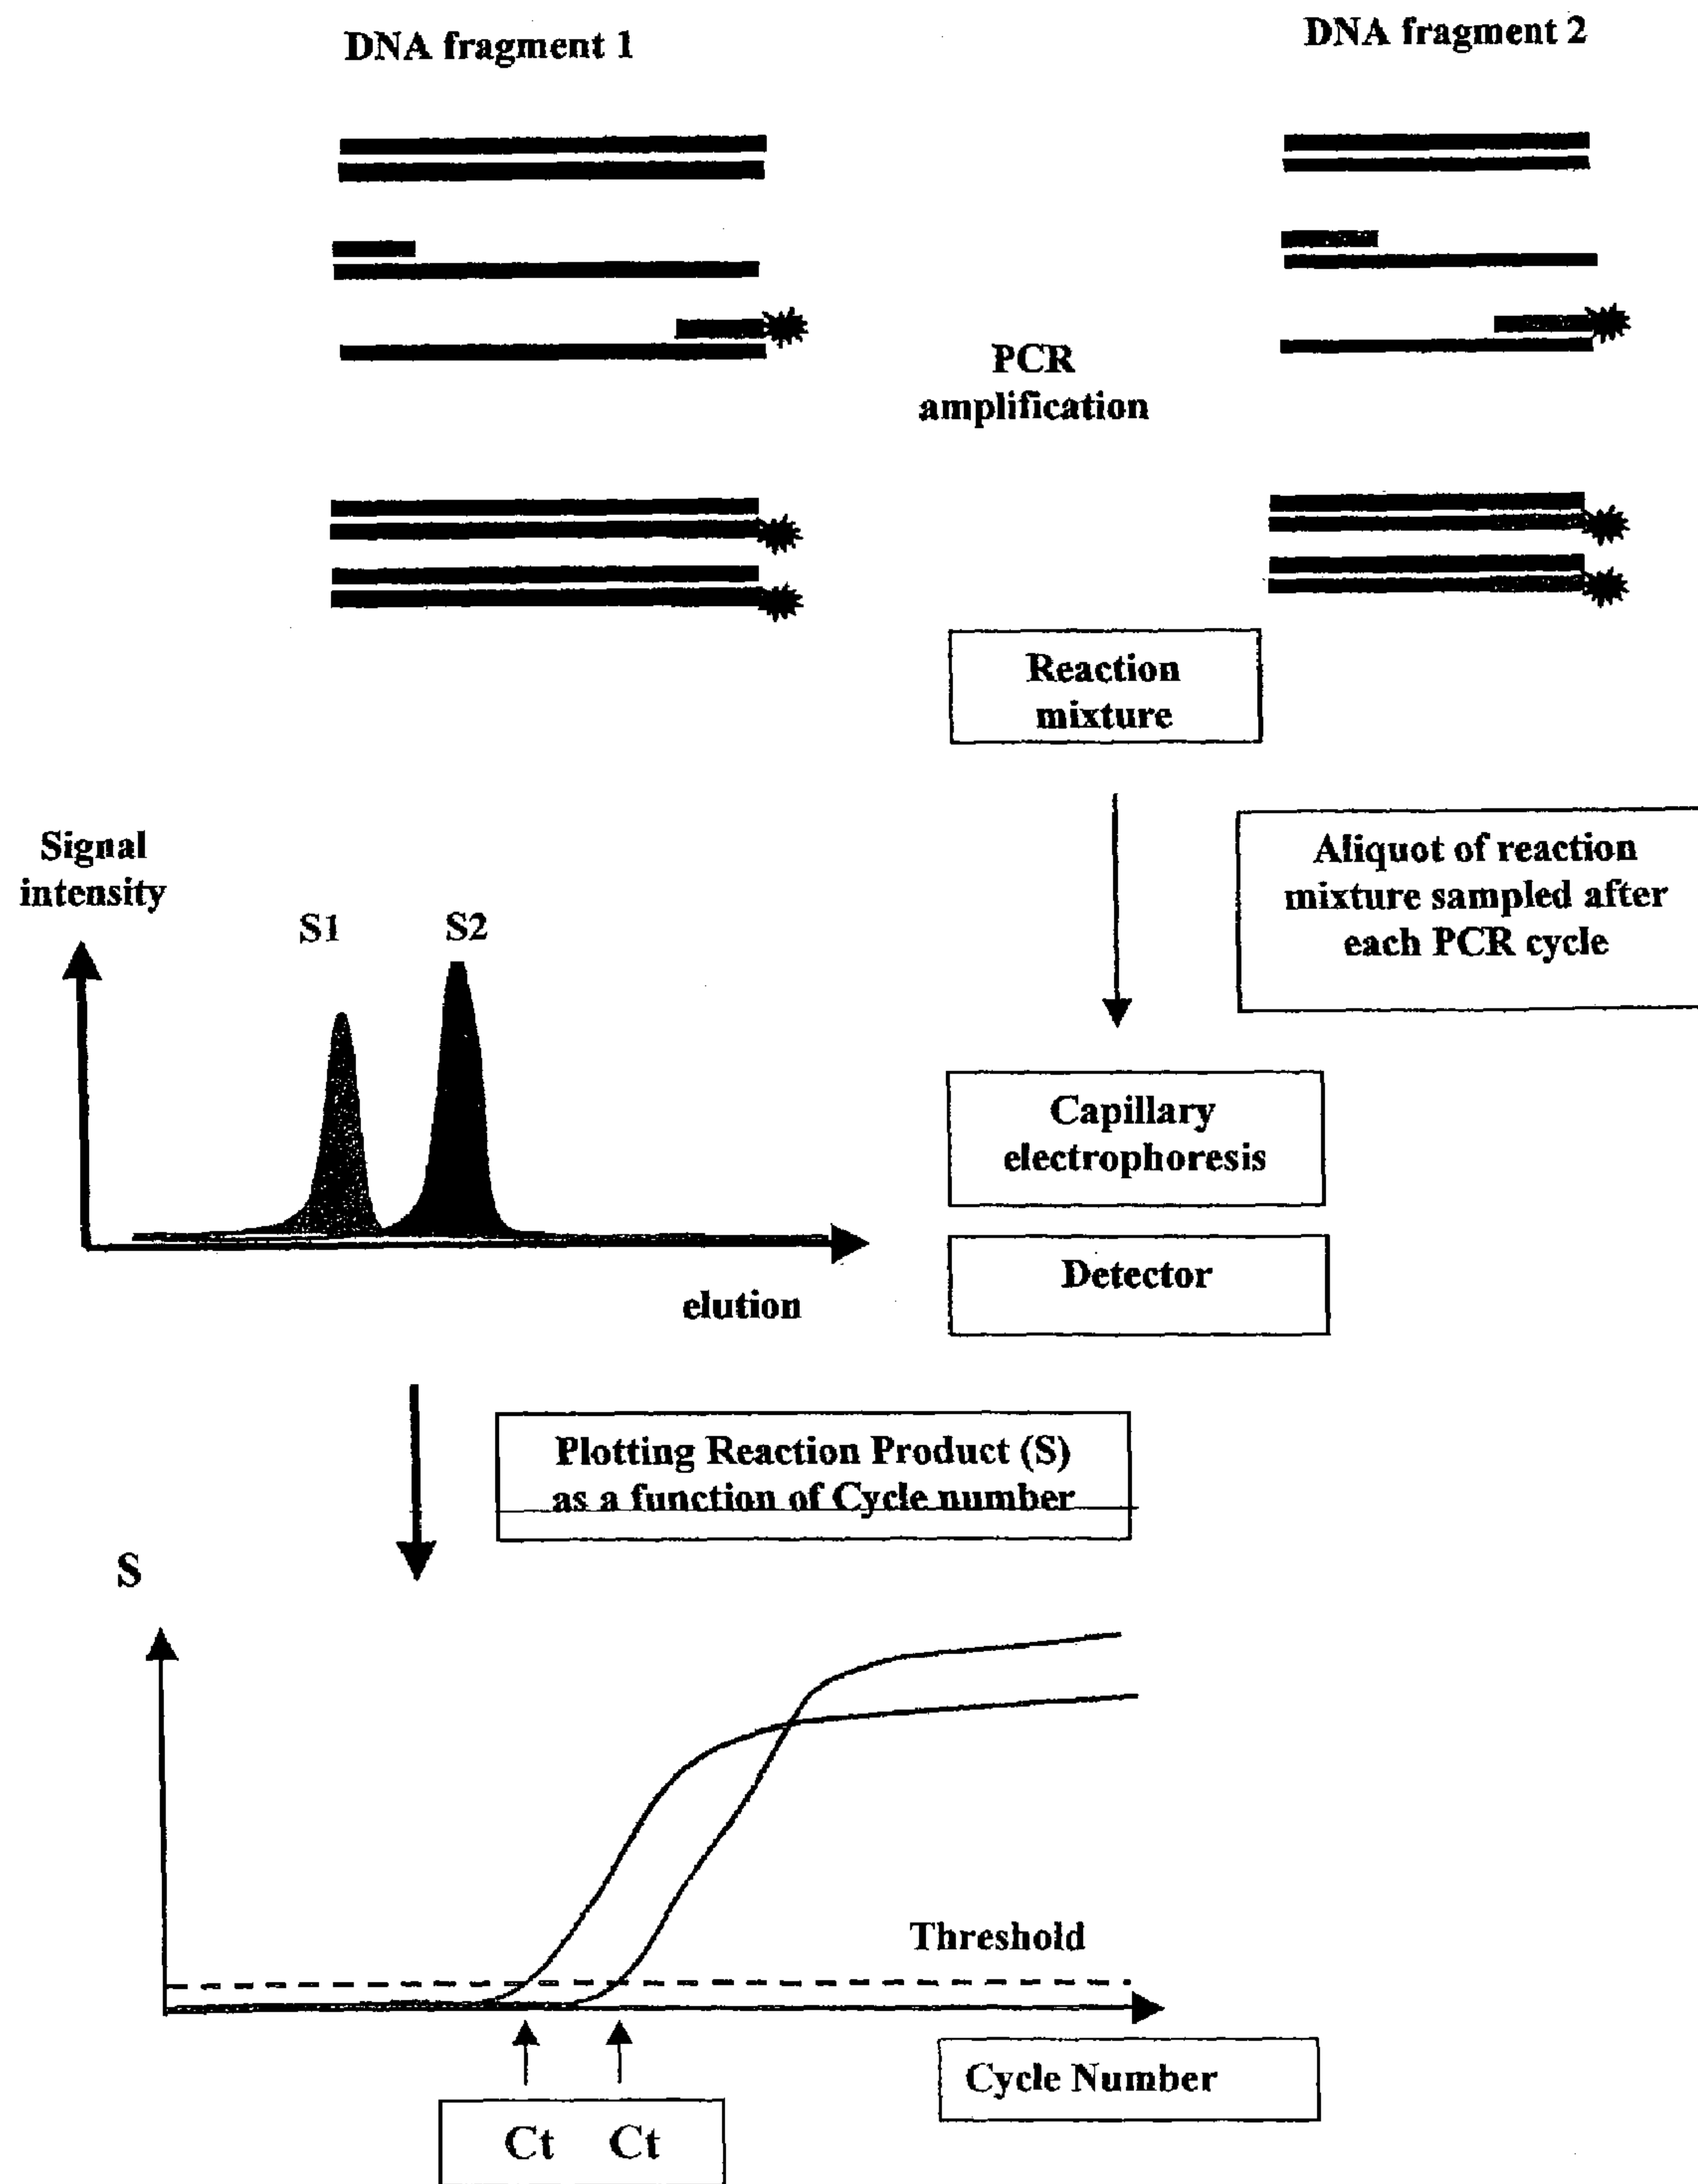 DNA fragment 1
DNA fragment 2
PCR
amplification
Reaction
mixture
Aliquot of reaction
mixture sampled after
each PCR cycle
Signal
intensity
S1
S2
Capillary
electrophoresis
Detector
elution
Plotting Reaction Product (S)
as a function of Cycle number
S
Threshold
Cycle Number
Ct
Ct